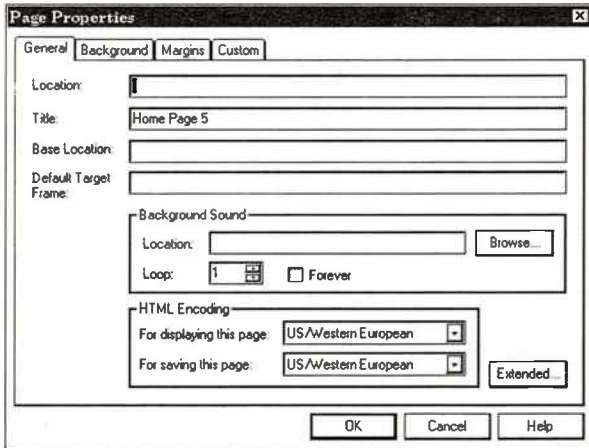 Page Properties
General Background Margins Custom
Location:
Title: Home Page 5
Base Location:
Default Target
Frame:
Background Sound
Location: Browse...
Loop: 1 Forever
HTML Encoding
For displaying this page: US/Western European
For saving this page: US/Western European
Extended...
OK Cancel Help